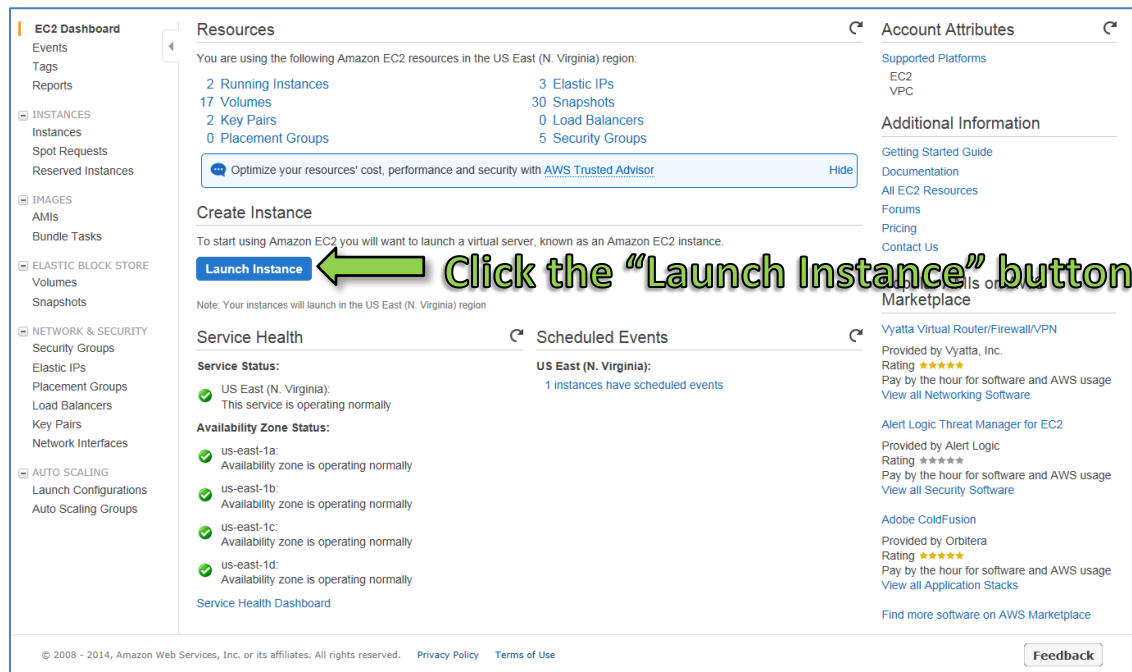 EC2 Dashboard
Events
Tags
Reports
INSTANCES
Instances
Spot Requests
Reserved Instances
IMAGES
AMIs
Bundle Tasks
ELASTIC BLOCK STORE
Volumes
Snapshots
NETWORK & SECURITY
Security Groups
Elastic IPs
Placement Groups
Load Balancers
Key Pairs
Network Interfaces
AUTO SCALING
Launch Configurations
Auto Scaling Groups
Resources
You are using the following Amazon EC2 resources in the US East (N. Virginia) region:
2 Running Instances 3 Elastic IPs
17 Volumes 30 Snapshots
2 Key Pairs 0 Load Balancers
0 Placement Groups 5 Security Groups
Optimize your resources' cost, performance and security with AWS Trusted Advisor Hide
Create Instance
To start using Amazon EC2 you will want to launch a virtual server, known as an Amazon EC2 instance.
Launch Instance
Click the “Launch Instance” button
Note: Your instances will launch in the US East (N. Virginia) region
Service Health
Service Status:
US East (N. Virginia):
This service is operating normally
Availability Zone Status:
us-east-1a:
Availability zone is operating normally
us-east-1b:
Availability zone is operating normally
us-east-1c:
Availability zone is operating normally
us-east-1d:
Availability zone is operating normally
Service Health Dashboard
Scheduled Events
US East (N. Virginia):
1 instances have scheduled events
Account Attributes
Supported Platforms
EC2
VPC
Additional Information
Getting Started Guide
Documentation
All EC2 Resources
Forums
Pricing
Contact Us
Marketplace
Vyatta Virtual Router/Firewall/VPN
Provided by Vyatta, Inc.
Rating
Pay by the hour for software and AWS usage
View all Networking Software
Alert Logic Threat Manager for EC2
Provided by Alert Logic
Rating
Pay by the hour for software and AWS usage
View all Security Software
Adobe ColdFusion
Provided by Orbitera
Rating
Pay by the hour for software and AWS usage
View all Application Stacks
Find more software on AWS Marketplace
© 2008 - 2014, Amazon Web Services, Inc. or its affiliates. All rights reserved. Privacy Policy Terms of Use
Feedback